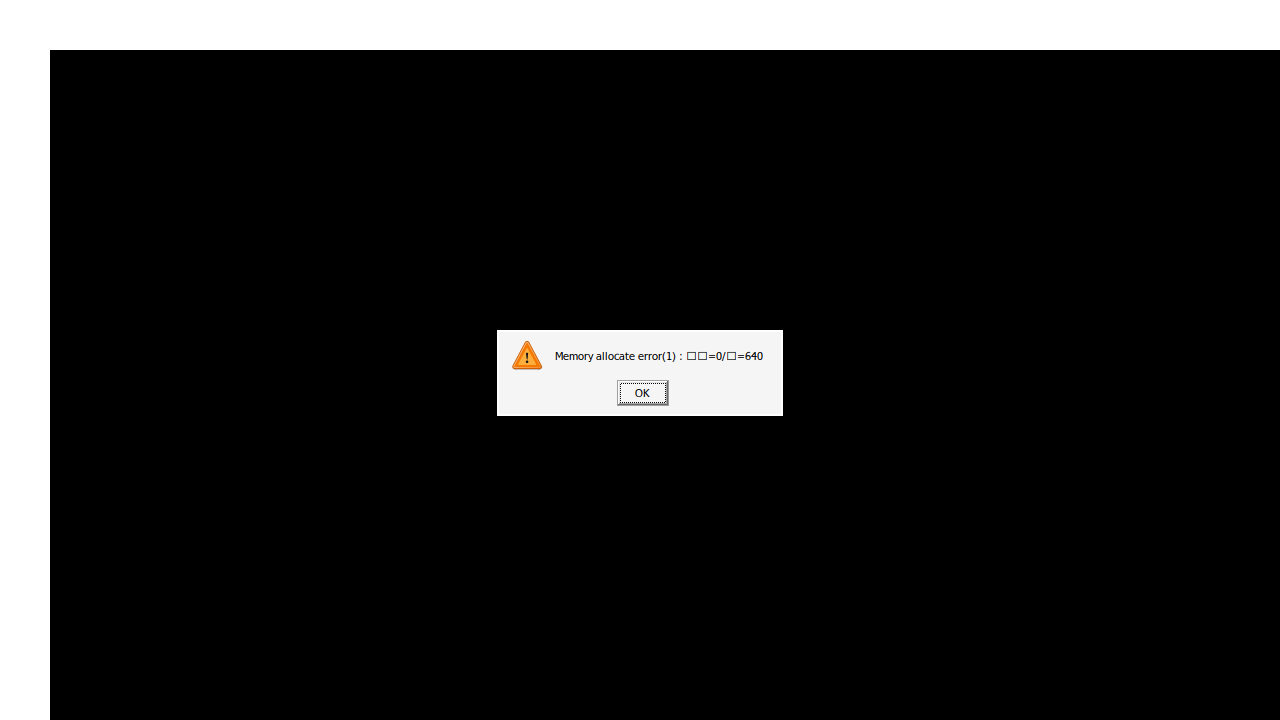 Memory allocate error(1) : □□=0/□=640
OK